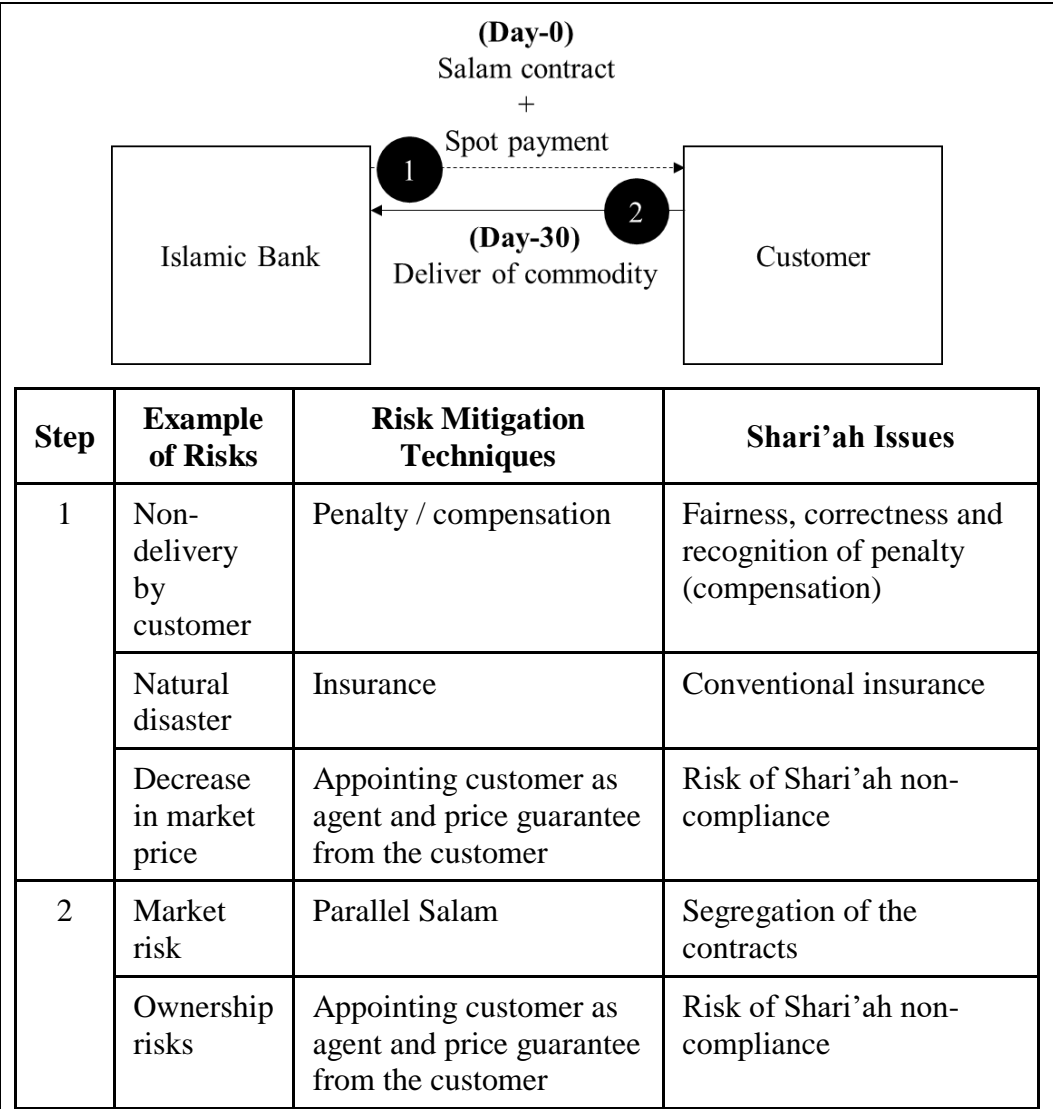 (Day-0)
Salam contract
+
Spot payment
1
2
Islamic Bank
(Day-30)
Deliver of commodity
Customer
Step
Example
of Risks
Risk Mitigation
Techniques
Shari’ah Issues
1
Non-
delivery
by
customer
Penalty / compensation
Fairness, correctness and
recognition of penalty
(compensation)
Natural
disaster
Insurance
Conventional insurance
Decrease
in market
price
Appointing customer as
agent and price guarantee
from the customer
Risk of Shari’ah non-
compliance
2
Market
risk
Parallel Salam
Segregation of the
contracts
Ownership
risks
Appointing customer as
agent and price guarantee
from the customer
Risk of Shari’ah non-
compliance